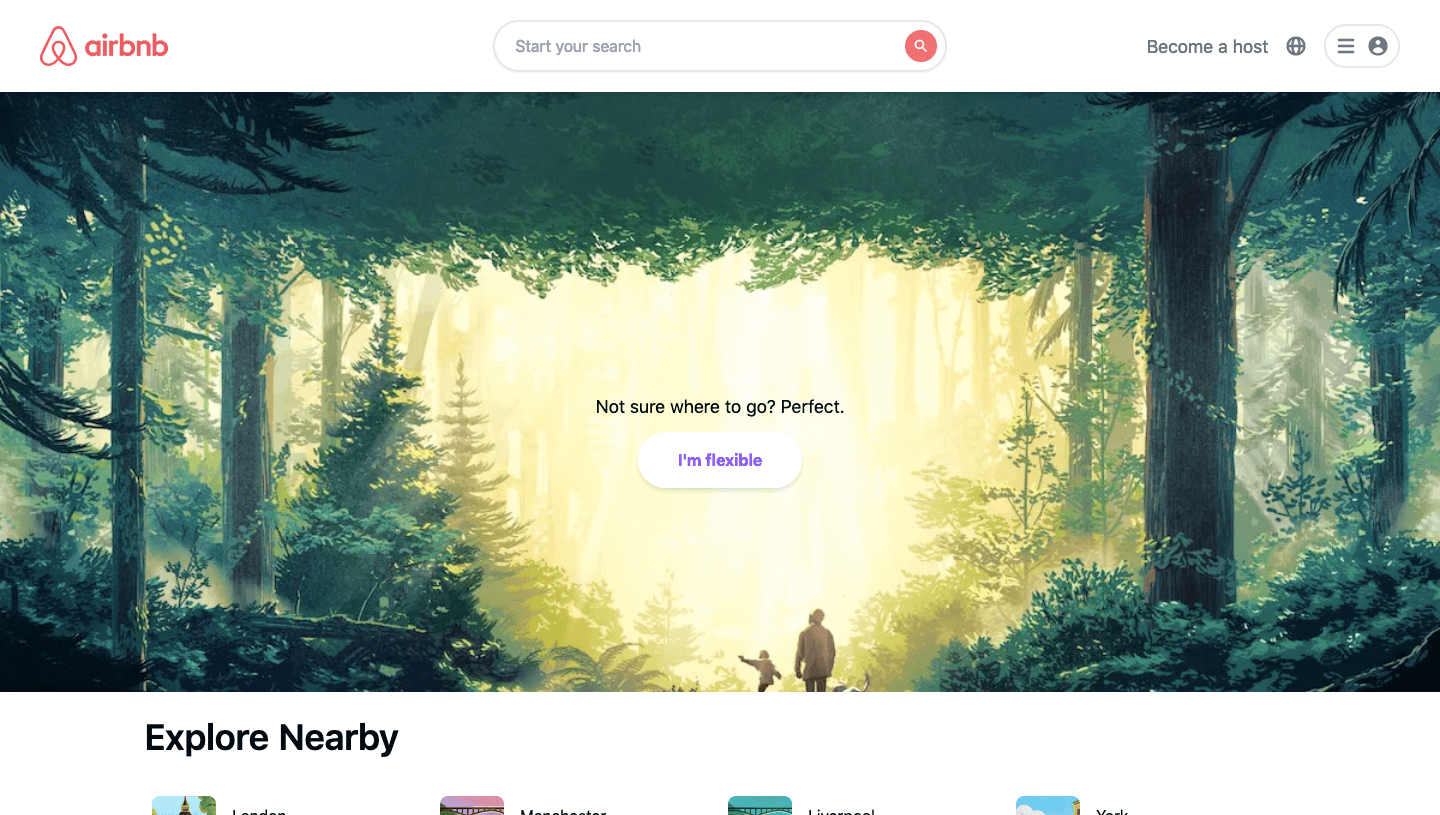 airbnb
Start your search
Become a host
Not sure where to go? Perfect.
I'm flexible
Explore Nearby
London
Manchester
Liverpool
York